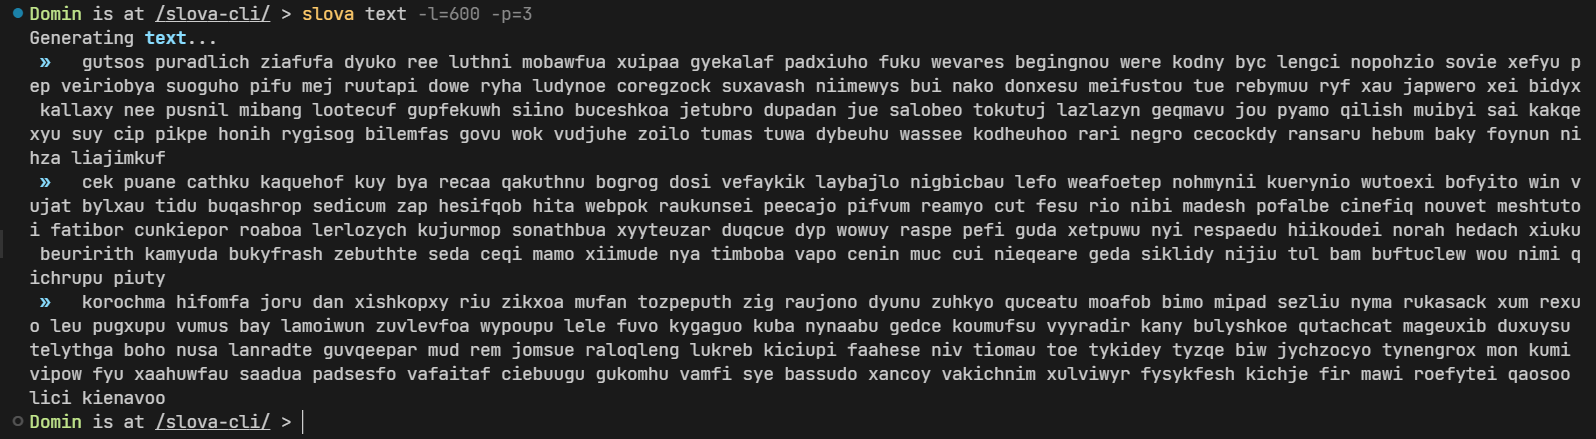 Domin is at /slova-cli/ > slova text -l=600 -p=3
Generating text...
»   gutsos puradlich ziafufa dyuko ree luthni mobawfua xuipaa gyekalaf padxiuho fuku wevares begingnou were kodny byc lengci nopohzio sovie xefyu p
ep veiriobya suoguho pifu mej ruutapi dowe ryha ludynoe coregzock suxavash niimewys bui nako donxesu meifustou tue rebymuu ryf xau japwero xei bidyx
kallaxy nee pusnil mibang lootecuf gupfekuwh siino buceshkoa jetubro dupadan jue salobeo tokutuj lazlazyn geqmavu jou pyamo qilish muibyi sai kakqe
xyu suy cip pikpe honih rygisog bilemfas govu wok vudjuhe zoilo tumas tuwa dybeuhu wassee kodheuhoo rari negro cecockdy ransaru hebum baky foynun ni
hza liajimkuf
»   cek puane cathku kaquehof kuy bya recaa qakuthnu bogrog dosi vefaykik laybajlo nigbicbau lefo weafoetep nohmynii kuerynio wutoexi bofyito win v
ujat bylxau tidu buqashrop sedicum zap hesifqob hita webpok raukunsei peecajo pifvum reamyo cut fesu rio nibi madesh pofalbe cinefiq nouvet meshtuto
i fatibor cunkiepor roaboa lerlozych kujurmop sonathbua xyyteuzar duqcue dyp wowuy raspe pefi guda xetpuwu nyi respaedu hiikoudei norah hedach xiuku
beuririth kamyuda bukyfrash zebuthte seda ceqi mamo xiimude nya timboba vapo cenin muc cui nieqeare geda siklidy nijiu tul bam buftuclew wou nimi q
ichrupu piuty
»   korochma hifomfa joru dan xishkopxy riu zikxoa mufan tozpeputh zig raujono dyunu zuhkyo quceatu moafob bimo mipad sezliu nyma rukasack xum rexu
o leu pugxupu vumus bay lamoiwun zuvlevfoa wypoupu lele fuvo kygaguo kuba nynaabu gedce koumufsu vyyradir kany bulyshkoe qutachcat mageuxib duxuysu
telythga boho nusa lanradte guvqeepar mud rem jomsue raloqleng lukreb kiciupi faahese niv tiomau toe tykidey tyzqe biw jychzocyo tynengrox mon kumi
vipow fyu xaahuwfau saadua padsesfo vafaitaf ciebuugu gukomhu vamfi sye bassudo xancoy vakichnim xulviwyr fysykfesh kichje fir mawi roefytei qaosoo
lici kienavoo
Domin is at /slova-cli/ >